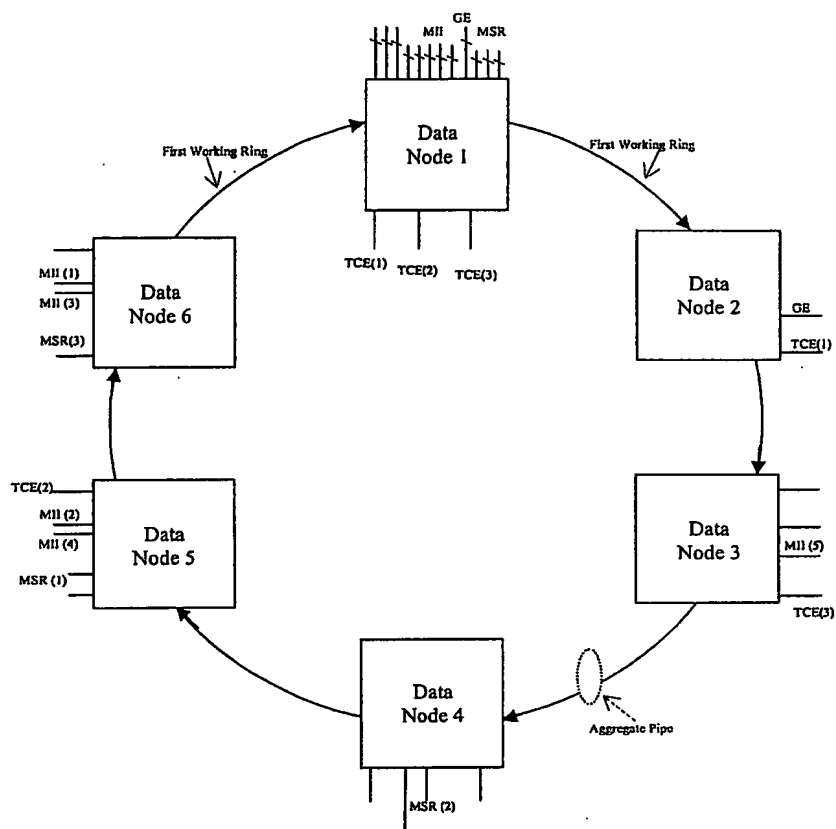 GE
MII
MSR
Data
Node 1
First Working Ring
First Working Ring
TCE(1)
TCE(2)
TCE(3)
MII (1)
MII (3)
MSR(3)
Data
Node 6
Data
Node 2
GE
TCE(1)
TCE(2)
MII (2)
MII (4)
MSR (1)
Data
Node 5
Data
Node 3
MII (5)
TCE(3)
Data
Node 4
MSR (2)
Aggregate Pipe